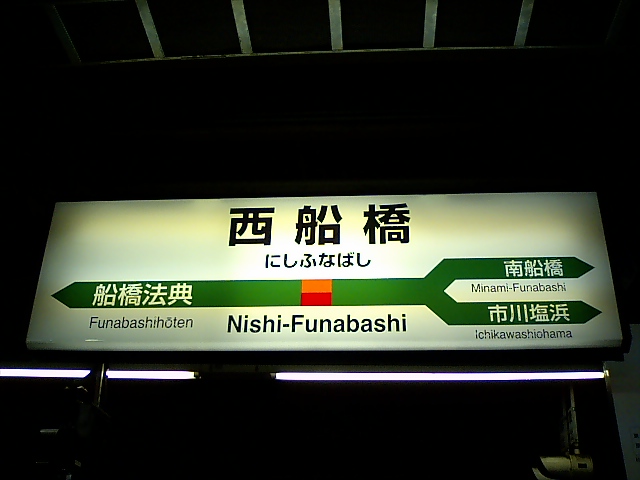 西船橋
にしふなばし
船橋法典
Funabashihōten
Nishi-Funabashi
南船橋
Minami-Funabashi
市川塩浜
Ichikawashiohama